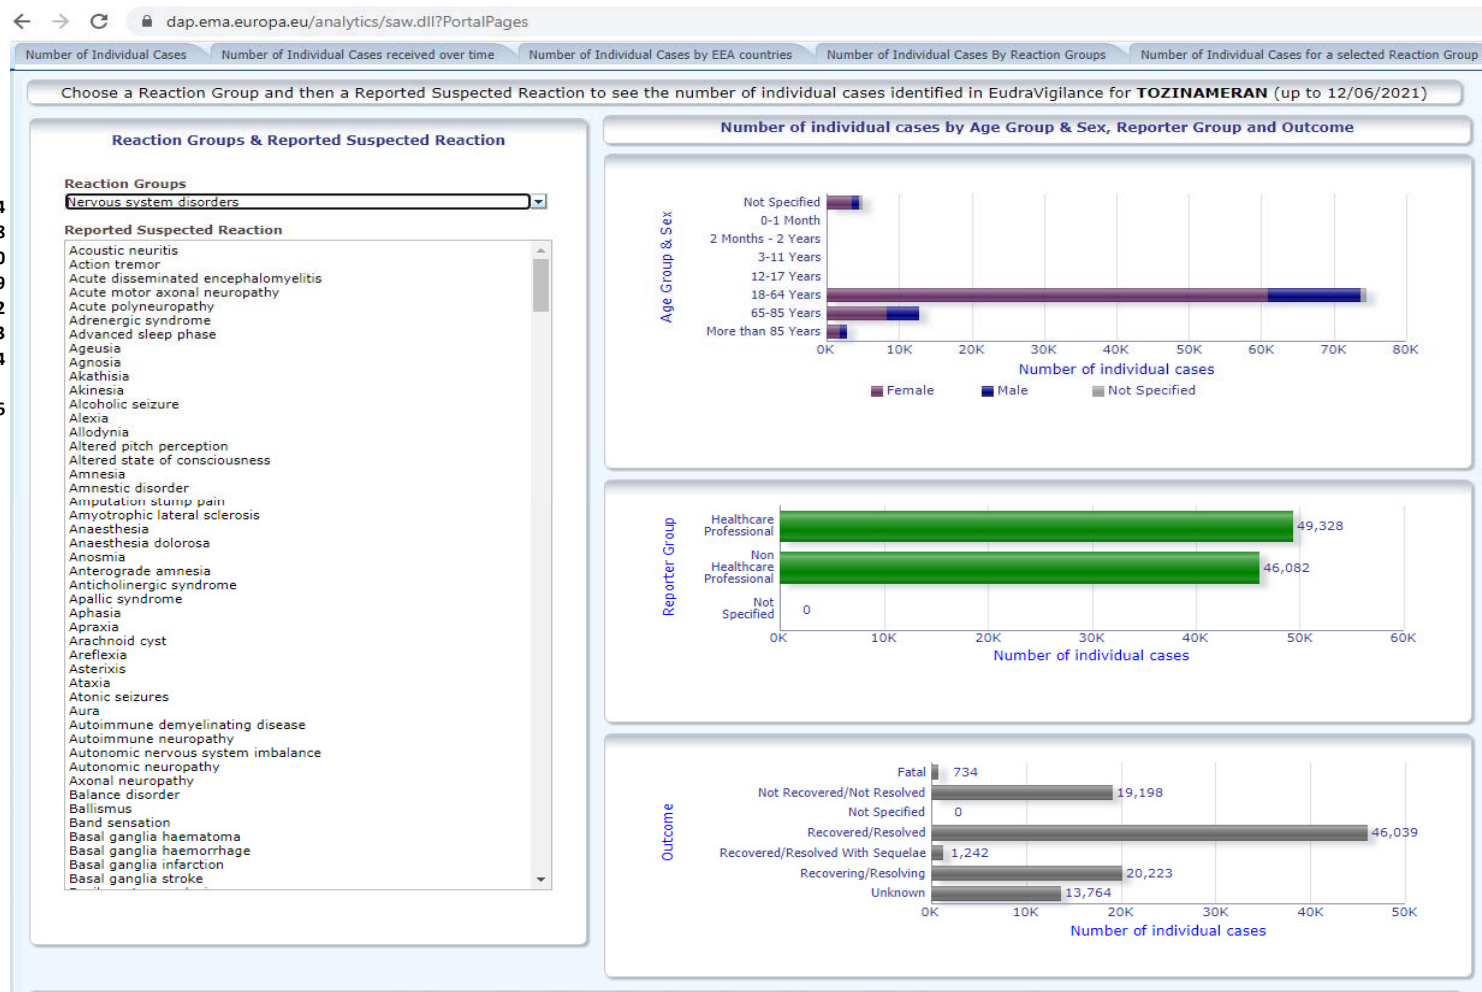 dap.ema.europa.eu/analytics/saw.dll?PortalPages
Number of Individual Cases
Number of Individual Cases received over time
Number of Individual Cases by EEA countries
Number of Individual Cases By Reaction Groups
Number of Individual Cases for a selected Reaction Group
Choose a Reaction Group and then a Reported Suspected Reaction to see the number of individual cases identified in EudraVigilance for TOZINAMERAN (up to 12/06/2021)
Reaction Groups & Reported Suspected Reaction
Reaction Groups
Nervous system disorders
Reported Suspected Reaction
Acoustic neuritis
Action tremor
Acute disseminated encephalomyelitis
Acute motor axonal neuropathy
Acute polyneuropathy
Adrenergic syndrome
Advanced sleep phase
Ageusia
Agnosia
Akathisia
Akinesia
Alcoholic seizure
Alexia
Allodynia
Altered pitch perception
Altered state of consciousness
Amnesia
Amnestic disorder
Amputation stump pain
Amyotrophic lateral sclerosis
Anaesthesia
Anaesthesia dolorosa
Anosmia
Anterograde amnesia
Anticholinergic syndrome
Apallic syndrome
Aphasia
Apraxia
Arachnoid cyst
Areflexia
Asterixis
Ataxia
Atonic seizures
Aura
Autoimmune demyelinating disease
Autoimmune neuropathy
Autonomic nervous system imbalance
Autonomic neuropathy
Axonal neuropathy
Balance disorder
Ballismus
Band sensation
Basal ganglia haematoma
Basal ganglia haemorrhage
Basal ganglia infarction
Basal ganglia stroke
Number of individual cases by Age Group & Sex, Reporter Group and Outcome
Age Group & Sex
Not Specified
0-1 Month
2 Months - 2 Years
3-11 Years
12-17 Years
18-64 Years
65-85 Years
More than 85 Years
0K 10K 20K 30K 40K 50K 60K 70K 80K
Number of individual cases
Female Male Not Specified
Reporter Group
Healthcare
Professional
49,328
Non
Healthcare
Professional
46,082
Not
Specified
0
0K 10K 20K 30K 40K 50K 60K
Number of individual cases
Outcome
Fatal 734
Not Recovered/Not Resolved 19,198
Not Specified 0
Recovered/Resolved 46,039
Recovered/Resolved With Sequelae 1,242
Recovering/Resolving 20,223
Unknown 13,764
0K 10K 20K 30K 40K 50K
Number of individual cases